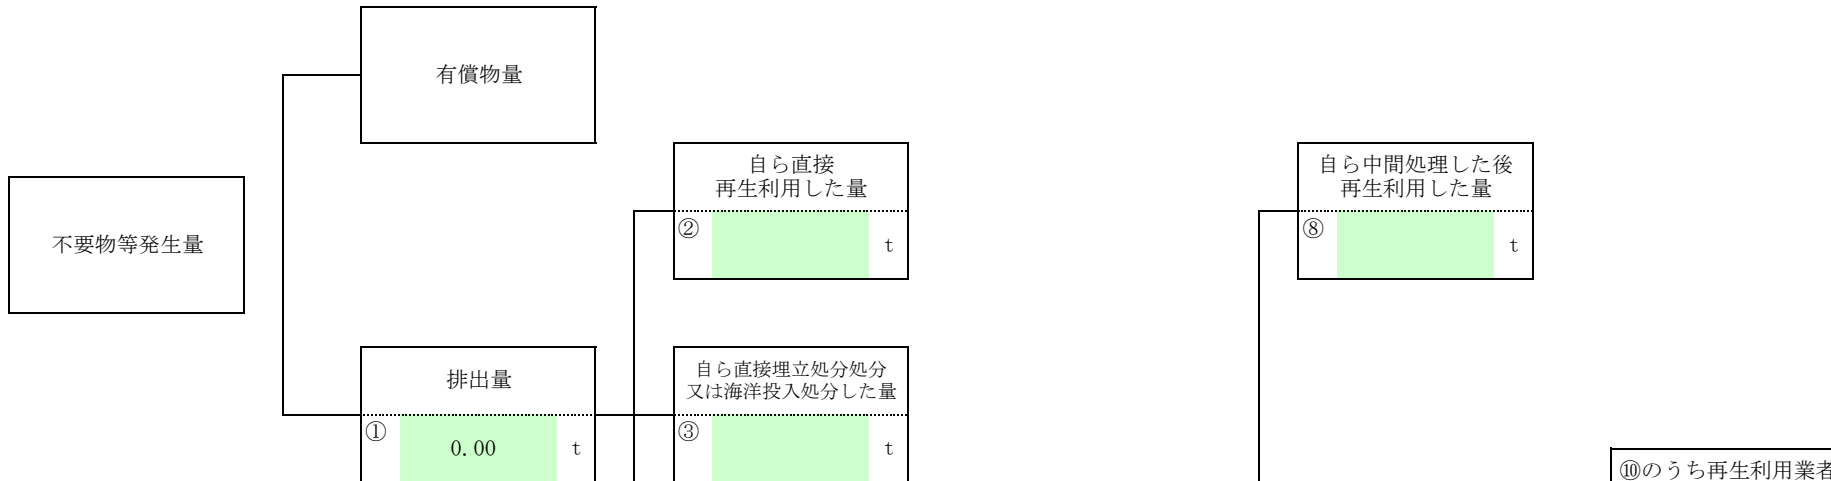 有償物量
自ら直接
再生利用した量
②
t
自ら中間処理した後
再生利用した量
⑧
t
不要物等発生量
排出量
①
0.00
t
自ら直接埋立処分処分
又は海洋投入処分した量
③
t
⑩のうち再生利用業者